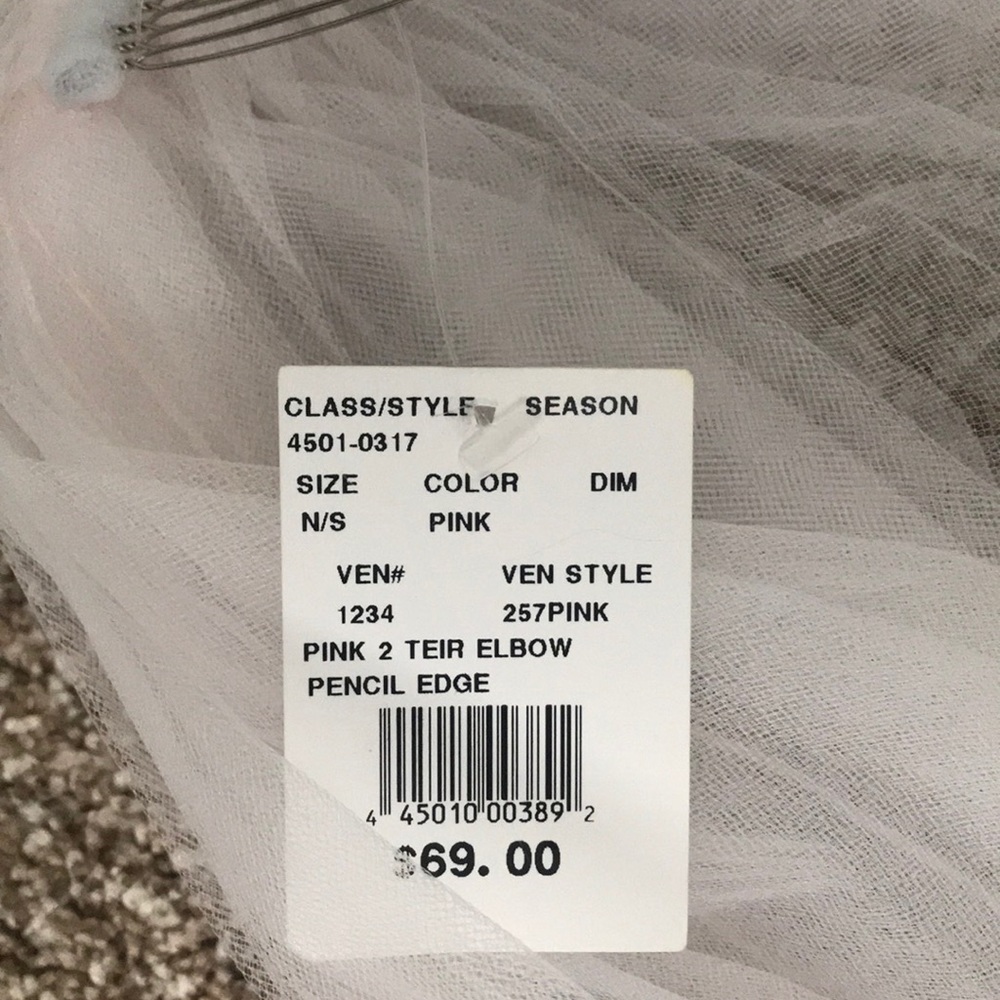 CLASS/STYLE SEASON
4501-0317
SIZE COLOR DIM
N/S PINK
VEN# VEN STYLE
1234 257PINK
PINK 2 TEIR ELBOW
PENCIL EDGE
4 45010 00389 2
$69.00